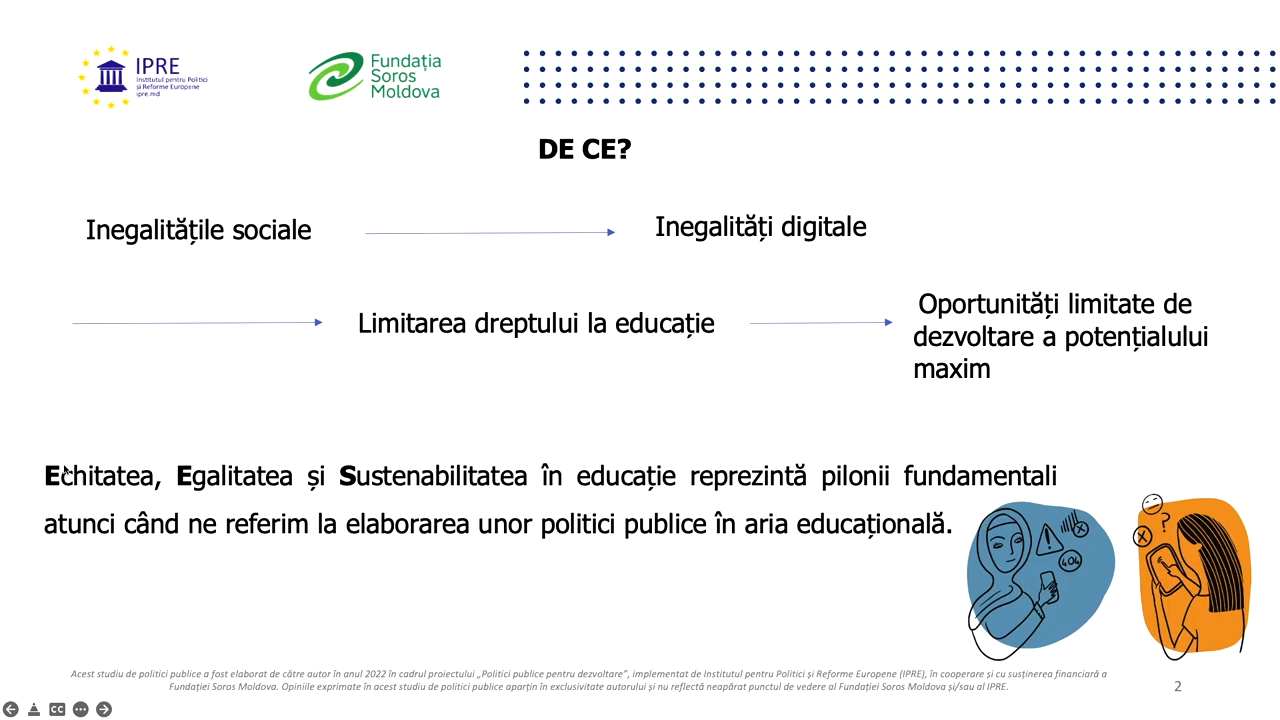 IPRE
Institutul pentru Politici
și Reforme Europene
ipre.md
Fundația
Soros
Moldova
DE CE?
Inegalitățile sociale
Inegalități digitale
Limitarea dreptului la educație
Oportunități limitate de
dezvoltare a potențialului
maxim
Echitatea, Egalitatea și Sustenabilitatea în educație reprezintă pilonii fundamentali
atunci când ne referim la elaborarea unor politici publice în aria educațională.
?
404
Acest studiu de politici publice a fost elaborat de către autor în anul 2022 în cadrul proiectului „Politici publice pentru dezvoltare”, implementat de Institutul pentru Politici și Reforme Europene (IPRE), în cooperare și cu susținerea financiară a
Fundației Soros Moldova. Opiniile exprimate în acest studiu de politici publice aparțin în exclusivitate autorului și nu reflectă neapărat punctul de vedere al Fundației Soros Moldova și/sau al IPRE.
2
CC